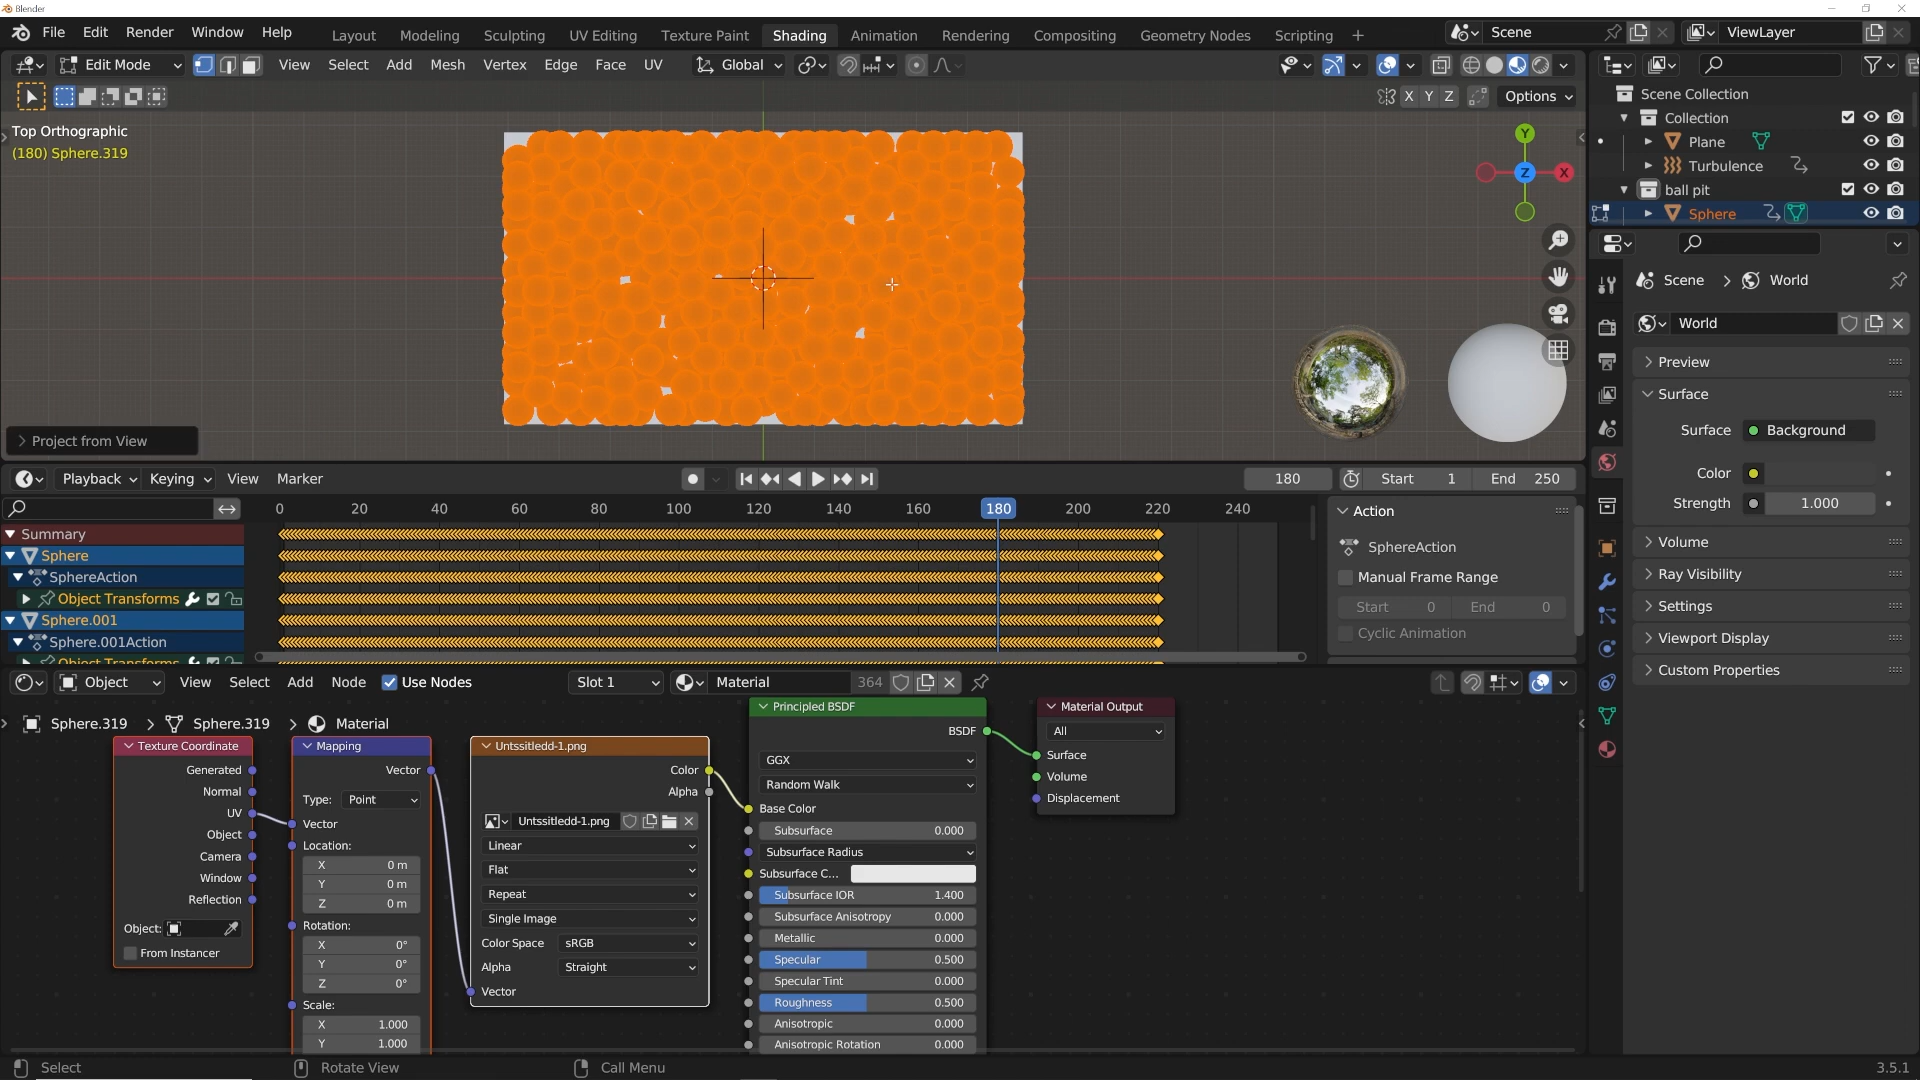 Blender
File Edit Render Window Help Layout Modeling Sculpting UV Editing Texture Paint Shading Animation Rendering Compositing Geometry Nodes Scripting + Scene ViewLayer
Edit Mode View Select Add Mesh Vertex Edge Face UV Global
X Y Z Options
Top Orthographic
(180) Sphere.319
Y
X
Z
Project from View
Scene Collection
Collection
Plane
Turbulence
ball pit
Sphere
Scene > World
World
Preview
Surface
Surface Background
Color
Strength 1.000
Volume
Ray Visibility
Settings
Viewport Display
Custom Properties
Playback Keying View Marker 180 Start 1 End 250
0 20 40 60 80 100 120 140 160 180 200 220 240
Summary
Sphere
SphereAction
Object Transforms
Sphere.001
Sphere.001Action
Object Transforms
Action
SphereAction
Manual Frame Range
Start 0 End 0
Cyclic Animation
Object View Select Add Node Use Nodes Slot 1 Material 364
Sphere.319 > Sphere.319 > Material
Texture Coordinate
Generated
Normal
UV
Object
Camera
Window
Reflection
Object:
From Instancer
Mapping
Vector
Type: Point
Vector
Location:
X 0 m
Y 0 m
Z 0 m
Rotation:
X 0°
Y 0°
Z 0°
Scale:
X 1.000
Y 1.000
Untssitledd-1.png
Color
Alpha
Untssitledd-1.png
Linear
Flat
Repeat
Single Image
Color Space sRGB
Alpha Straight
Vector
Principled BSDF
BSDF
GGX
Random Walk
Base Color
Subsurface 0.000
Subsurface Radius
Subsurface C...
Subsurface IOR 1.400
Subsurface Anisotropy 0.000
Metallic 0.000
Specular 0.500
Specular Tint 0.000
Roughness 0.500
Anisotropic 0.000
Anisotropic Rotation 0.000
Material Output
All
Surface
Volume
Displacement
Select Rotate View Call Menu 3.5.1